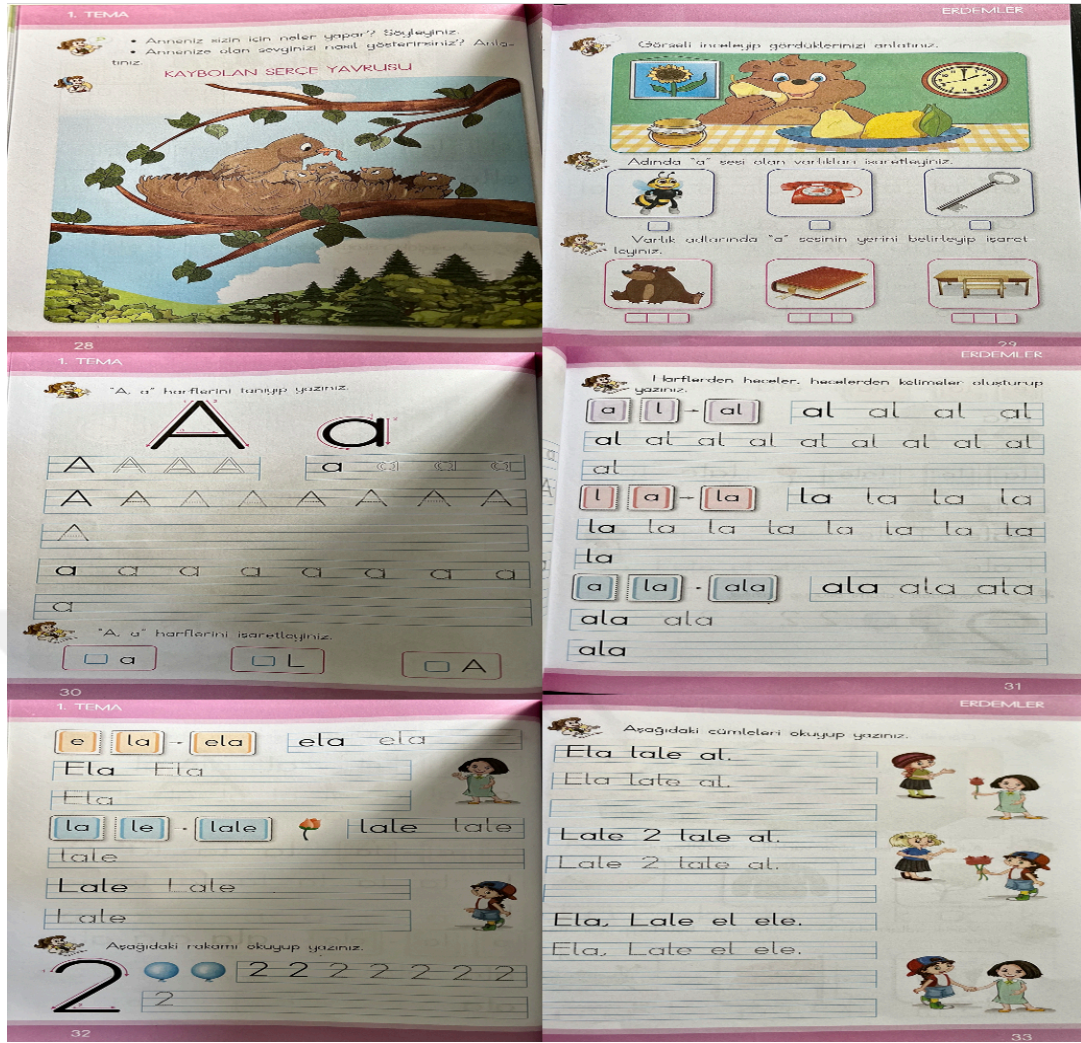 1. TEMA
• Anneniz sizin için neler yapar? Söyleyiniz.
• Annenize olan sevginizi nasıl gösterirsiniz? Anla-
tınız.
KAYBOLAN SERÇE YAVRUSU
28
ERDEMLER
Görseli inceleyip gördüklerinizi anlatınız.
Adında "a" sesi olan varlıkları işaretleyiniz.
Varlık adlarında "a" sesinin yerini belirleyip işaret-
leyiniz.
29
1. TEMA
"A, a" harflerini tanıyıp yazınız.
A a
A A A A a a a a
A A A A A A A A
A
a a a a a a a a
a
"A, a" harflerini işaretleyiniz.
a L A
30
ERDEMLER
Harflerden heceler, hecelerden kelimeler oluşturup
yazınız.
a l - al al al al al
al al al al al al al al al
al
l a - la la la la la
la la la la la la la la
la
a la - ala ala ala ala
ala ala
ala
31
1. TEMA
e la - ela ela ela
Ela Ela
Ela
la le - lale lale lale
lale
Lale Lale
Lale
Aşağıdaki rakamı okuyup yazınız.
2 2 2 2 2 2 2 2 2
2
32
ERDEMLER
Aşağıdaki cümleleri okuyup yazınız.
Ela lale al.
Ela lale al.
Lale 2 lale al.
Lale 2 lale al.
Ela, Lale el ele.
Ela, Lale el ele.
33